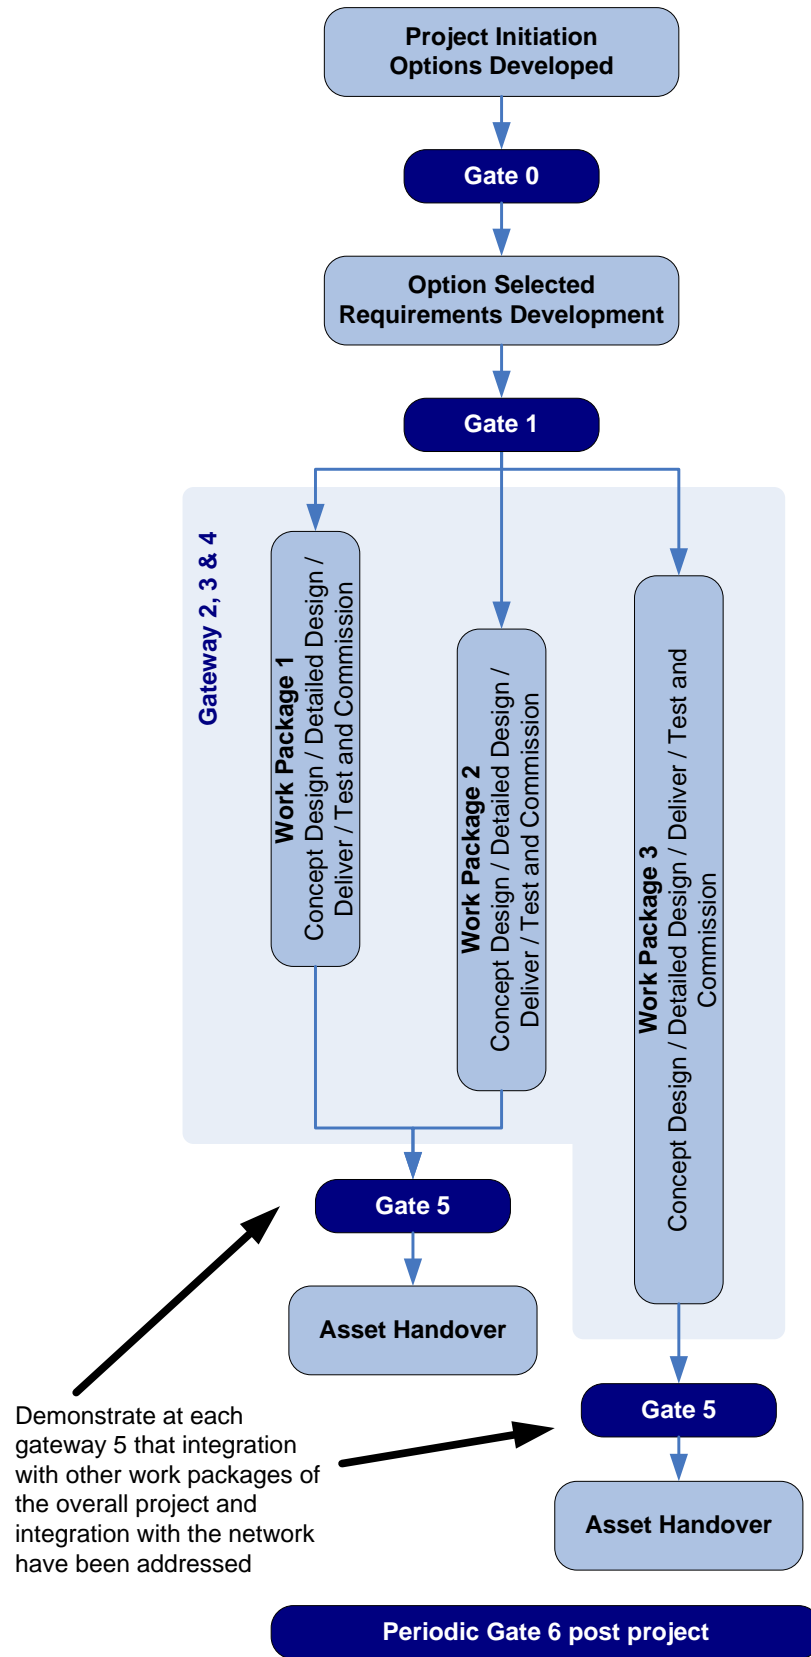 Project Initiation
Options Developed
Gate 0
Option Selected
Requirements Development
Gate 1
Gateway 2, 3 & 4
Work Package 1
Concept Design / Detailed Design /
Deliver / Test and Commission
Work Package 2
Concept Design / Detailed Design /
Deliver / Test and Commission
Work Package 3
Concept Design / Detailed Design / Deliver / Test and
Commission
Gate 5
Asset Handover
Demonstrate at each
gateway 5 that integration
with other work packages of
the overall project and
integration with the network
have been addressed
Gate 5
Asset Handover
Periodic Gate 6 post project